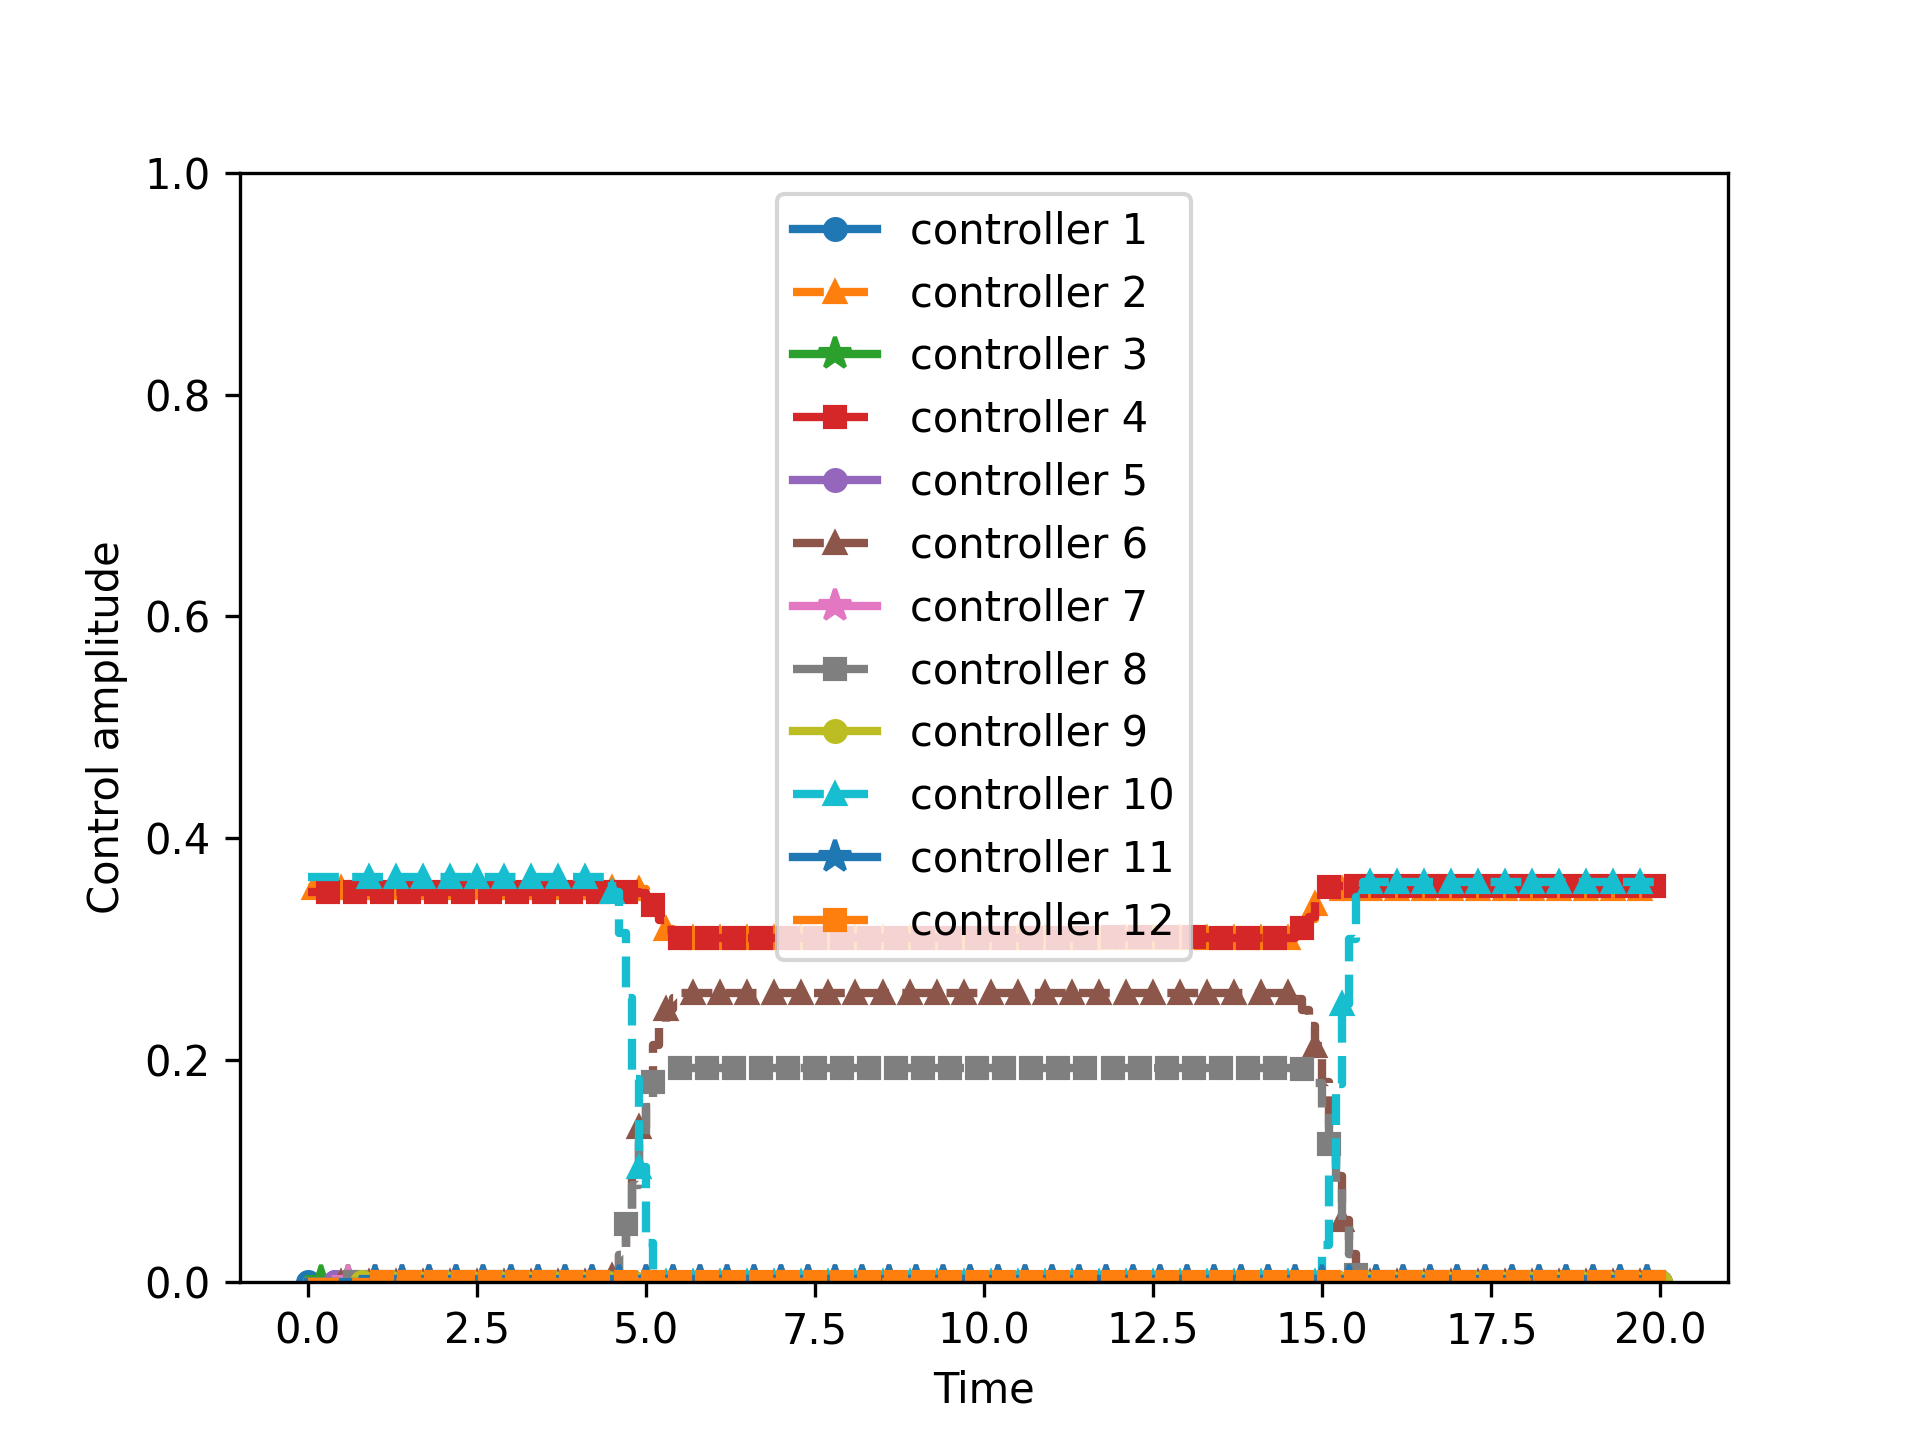 1.0
0.8
0.6
0.4
0.2
0.0
Control amplitude
controller 1
controller 2
controller 3
controller 4
controller 5
controller 6
controller 7
controller 8
controller 9
controller 10
controller 11
controller 12
0.0 2.5 5.0 7.5 10.0 12.5 15.0 17.5 20.0
Time